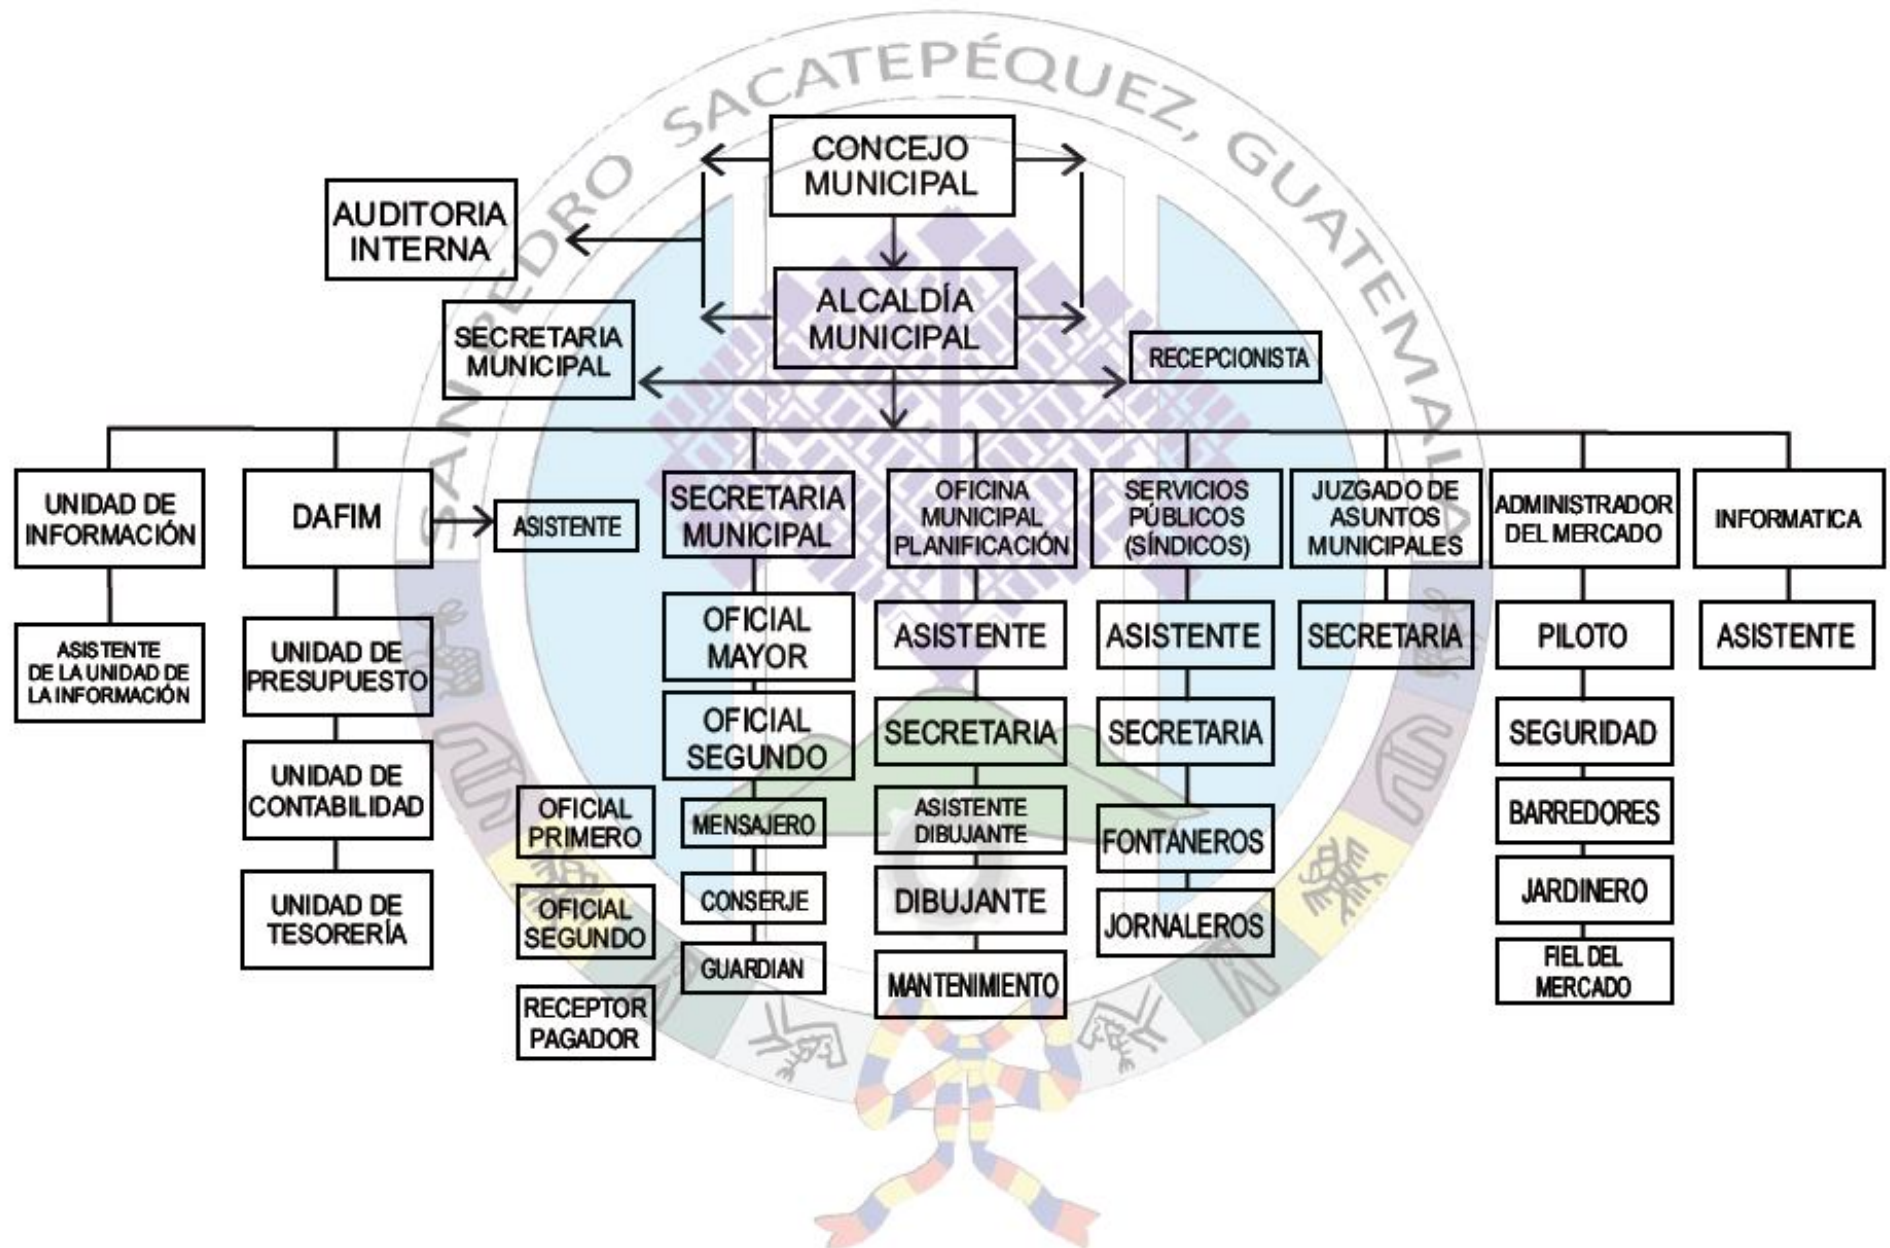 SAN PEDRO SACATEPÉQUEZ, GUATEMALA
CONCEJO
MUNICIPAL
AUDITORIA
INTERNA
ALCALDÍA
MUNICIPAL
SECRETARIA
MUNICIPAL
RECEPCIONISTA
UNIDAD DE
INFORMACIÓN
ASISTENTE
DE LA UNIDAD DE
LA INFORMACIÓN
DAFIM
ASISTENTE
UNIDAD DE
PRESUPUESTO
UNIDAD DE
CONTABILIDAD
UNIDAD DE
TESORERÍA
OFICIAL
PRIMERO
OFICIAL
SEGUNDO
RECEPTOR
PAGADOR
SECRETARIA
MUNICIPAL
OFICIAL
MAYOR
OFICIAL
SEGUNDO
MENSAJERO
CONSERJE
GUARDIAN
OFICINA
MUNICIPAL
PLANIFICACIÓN
ASISTENTE
SECRETARIA
ASISTENTE
DIBUJANTE
DIBUJANTE
MANTENIMIENTO
SERVICIOS
PÚBLICOS
(SÍNDICOS)
ASISTENTE
SECRETARIA
FONTANEROS
JORNALEROS
JUZGADO DE
ASUNTOS
MUNICIPALES
SECRETARIA
ADMINISTRADOR
DEL MERCADO
PILOTO
SEGURIDAD
BARREDORES
JARDINERO
FIEL DEL
MERCADO
INFORMATICA
ASISTENTE